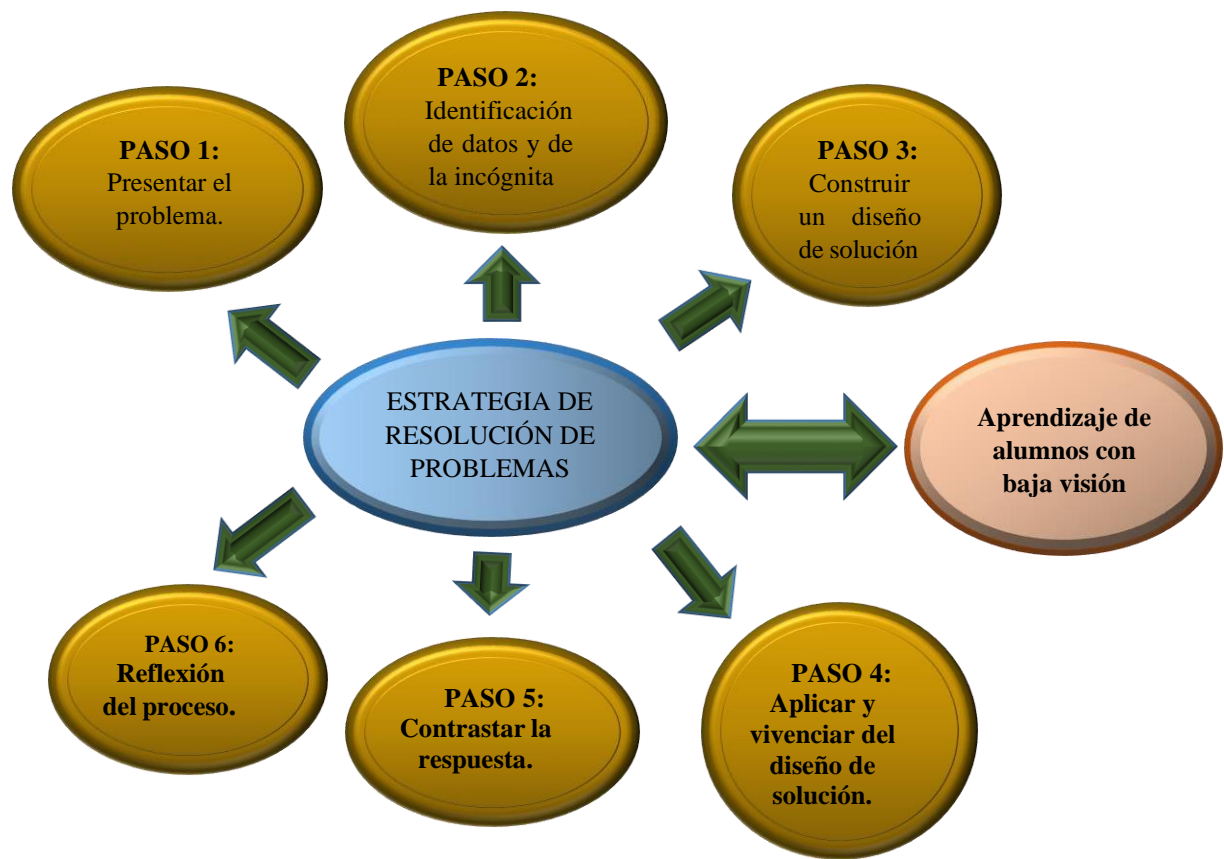 PASO 1:
Presentar el
problema.
PASO 2:
Identificación
de datos y de
la incógnita
PASO 3:
Construir
un diseño
de solución
ESTRATEGIA DE
RESOLUCIÓN DE
PROBLEMAS
Aprendizaje de
alumnos con
baja visión
PASO 4:
Aplicar y
vivenciar del
diseño de
solución.
PASO 5:
Contrastar la
respuesta.
PASO 6:
Reflexión
del proceso.